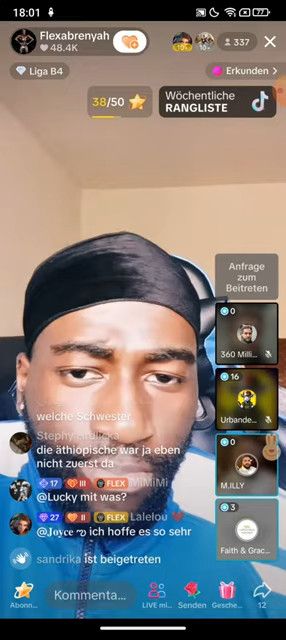 18:01
77
Flexabrenyah
48.4K
337
Liga B4
Erkunden >
38/50
Wöchentliche
RANGLISTE
Anfrage
zum
Beitreten
0
360 Milli...
16
Urbande...
0
M.ILLY
3
Faith & Grac...
welche Schwester
die äthiopische war ja eben
nicht zuerst da
17 III FLEX MiMiMi
@Lucky mit was?
27 II FLEX Lalelou
@Joyce ich hoffe es so sehr
sandrika ist beigetreten
Abonn...
Kommenta...
LIVE mi...
Senden
Gesche...
12